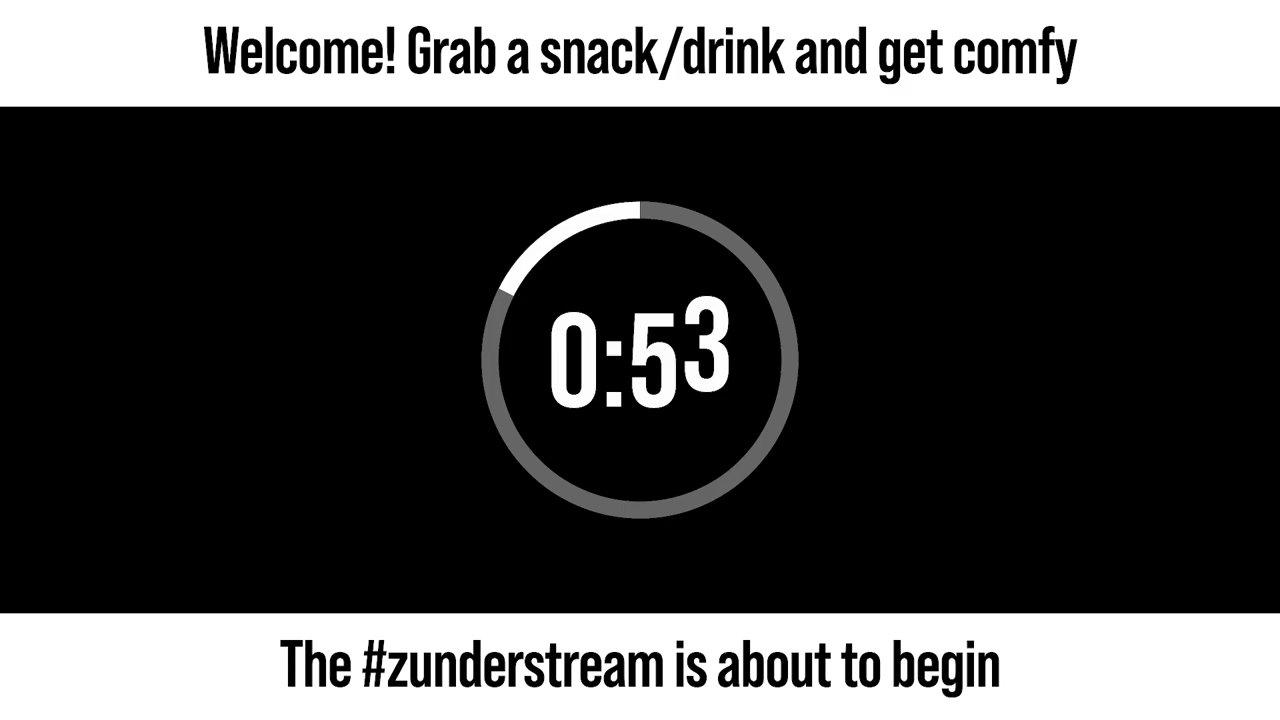 Welcome! Grab a snack/drink and get comfy
0:53
The #zunderstream is about to begin